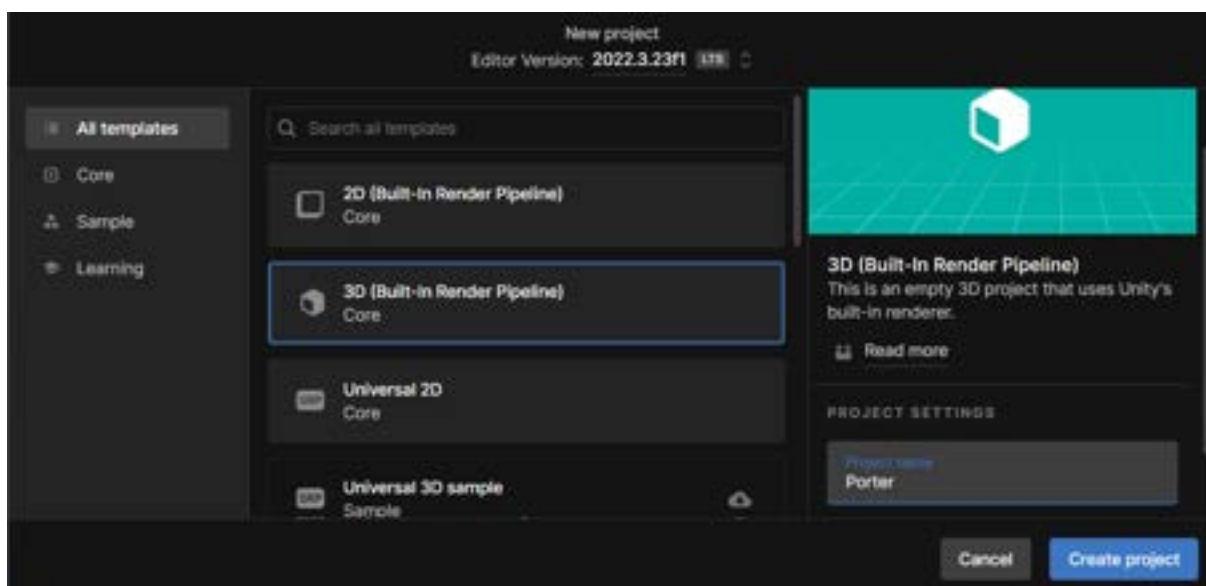 New project
Editor Version: 2022.3.23f1 LTS
All templates
Core
Sample
Learning
Search all templates
2D (Built-In Render Pipeline)
Core
3D (Built-In Render Pipeline)
Core
Universal 2D
Core
Universal 3D sample
Sample
3D (Built-In Render Pipeline)
This is an empty 3D project that uses Unity's
built-in renderer.
Read more
PROJECT SETTINGS
Project name
Porter
Cancel
Create project